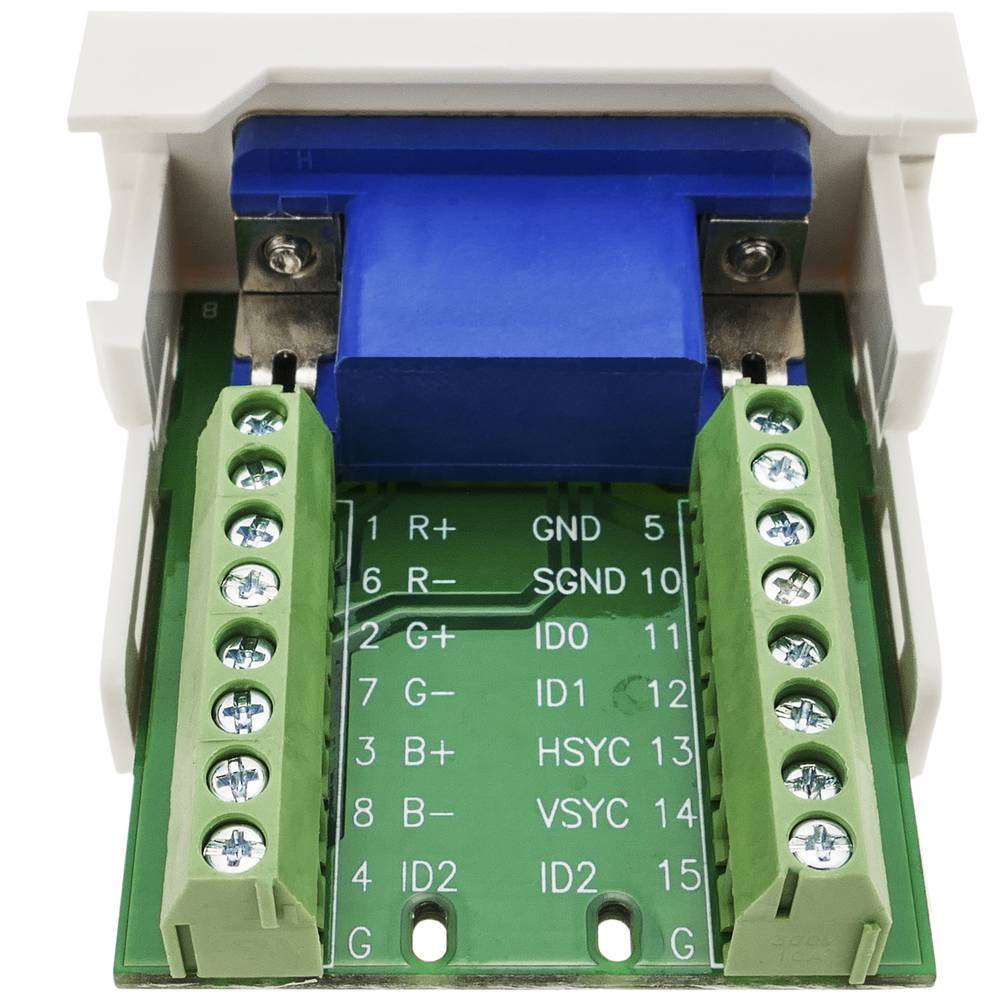 H
8
1 R+ GND 5
6 R- SGND 10
2 G+ ID0 11
7 G- ID1 12
3 B+ HSYC 13
8 B- VSYC 14
4 ID2 ID2 15
G G